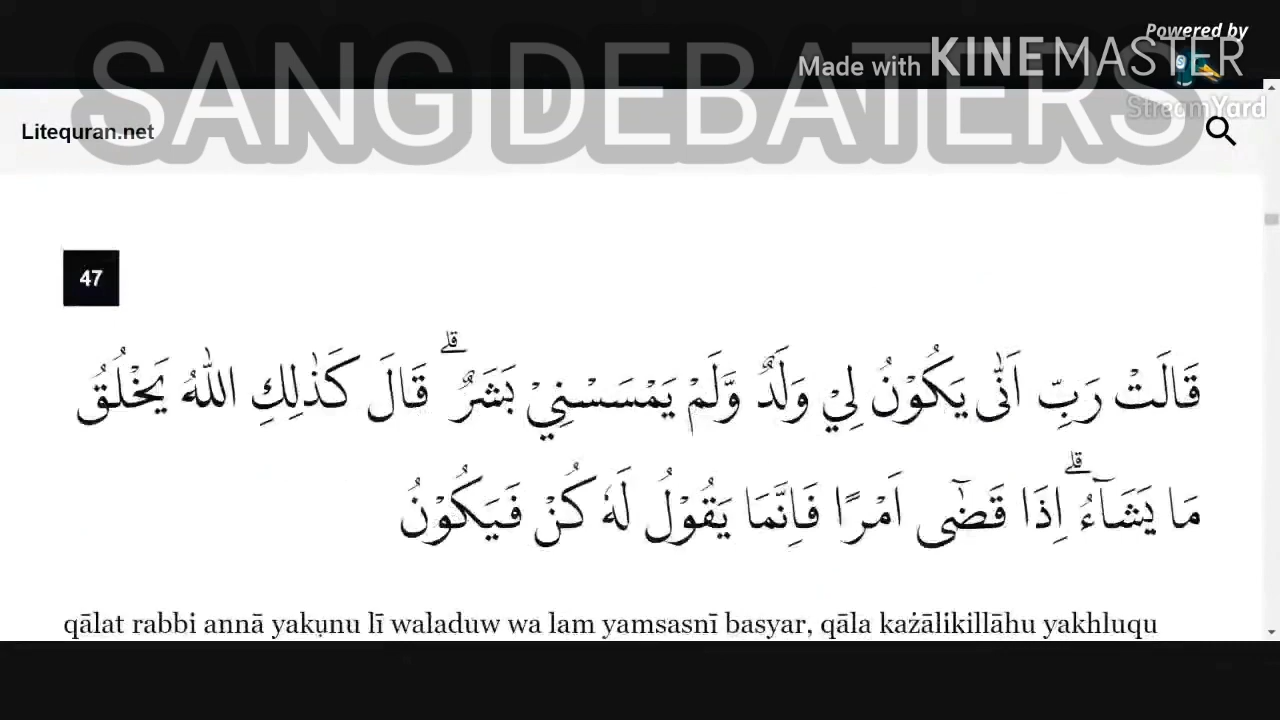 Powered by
Made with KINEMASTER
SANG DEBATERS
StreamYard
Litequran.net
47
قَالَتْ رَبِّ اَنّٰى يَكُوْنُ لِيْ وَلَدٌ وَّلَمْ يَمْسَسْنِيْ بَشَرٌ ۗ قَالَ كَذٰلِكِ اللّٰهُ يَخْلُقُ
مَا يَشَاۤءُ ۗاِذَا قَضٰٓى اَمْرًا فَاِنَّمَا يَقُوْلُ لَهٗ كُنْ فَيَكُوْنُ
qālat rabbi annā yakụnu lī waladuw wa lam yamsasnī basyar, qāla każālikillāhu yakhluqu